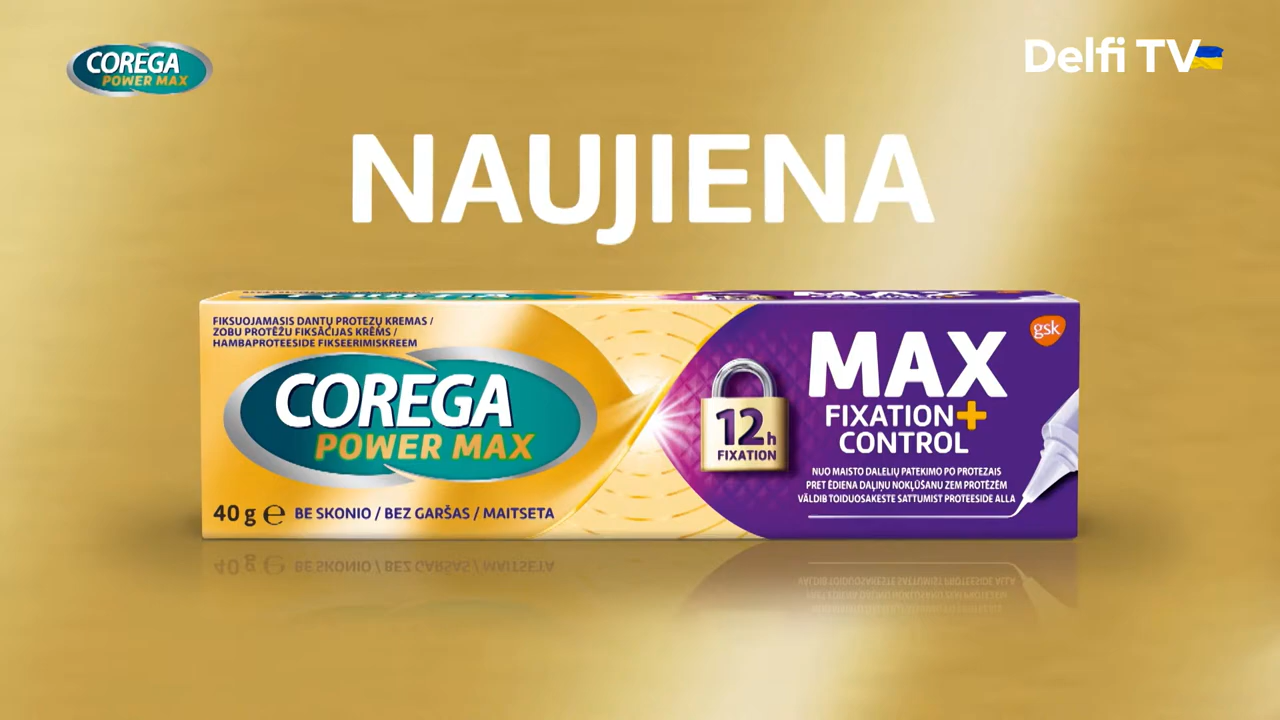 COREGA
POWER MAX
Delfi TV
NAUJIENA
FIKSUOJAMASIS DANTŲ PROTEZŲ KREMAS /
ZOBU PROTĒŽU FIKSĀCIJAS KRĒMS /
HAMBAPROTEESIDE FIKSEERIMISKREEM
COREGA
POWER MAX
40 g ℮ BE SKONIO / BEZ GARŠAS / MAITSETA
12h
FIXATION
MAX
FIXATION+
CONTROL
gsk
NUO MAISTO DALELIŲ PATEKIMO PO PROTEZAIS
PRET ĒDIENA DAĻIŅU NOKĻŪŠANU ZEM PROTĒZĒM
VÄLDIB TOIDUOSAKESTE SATTUMIST PROTEESIDE ALLA